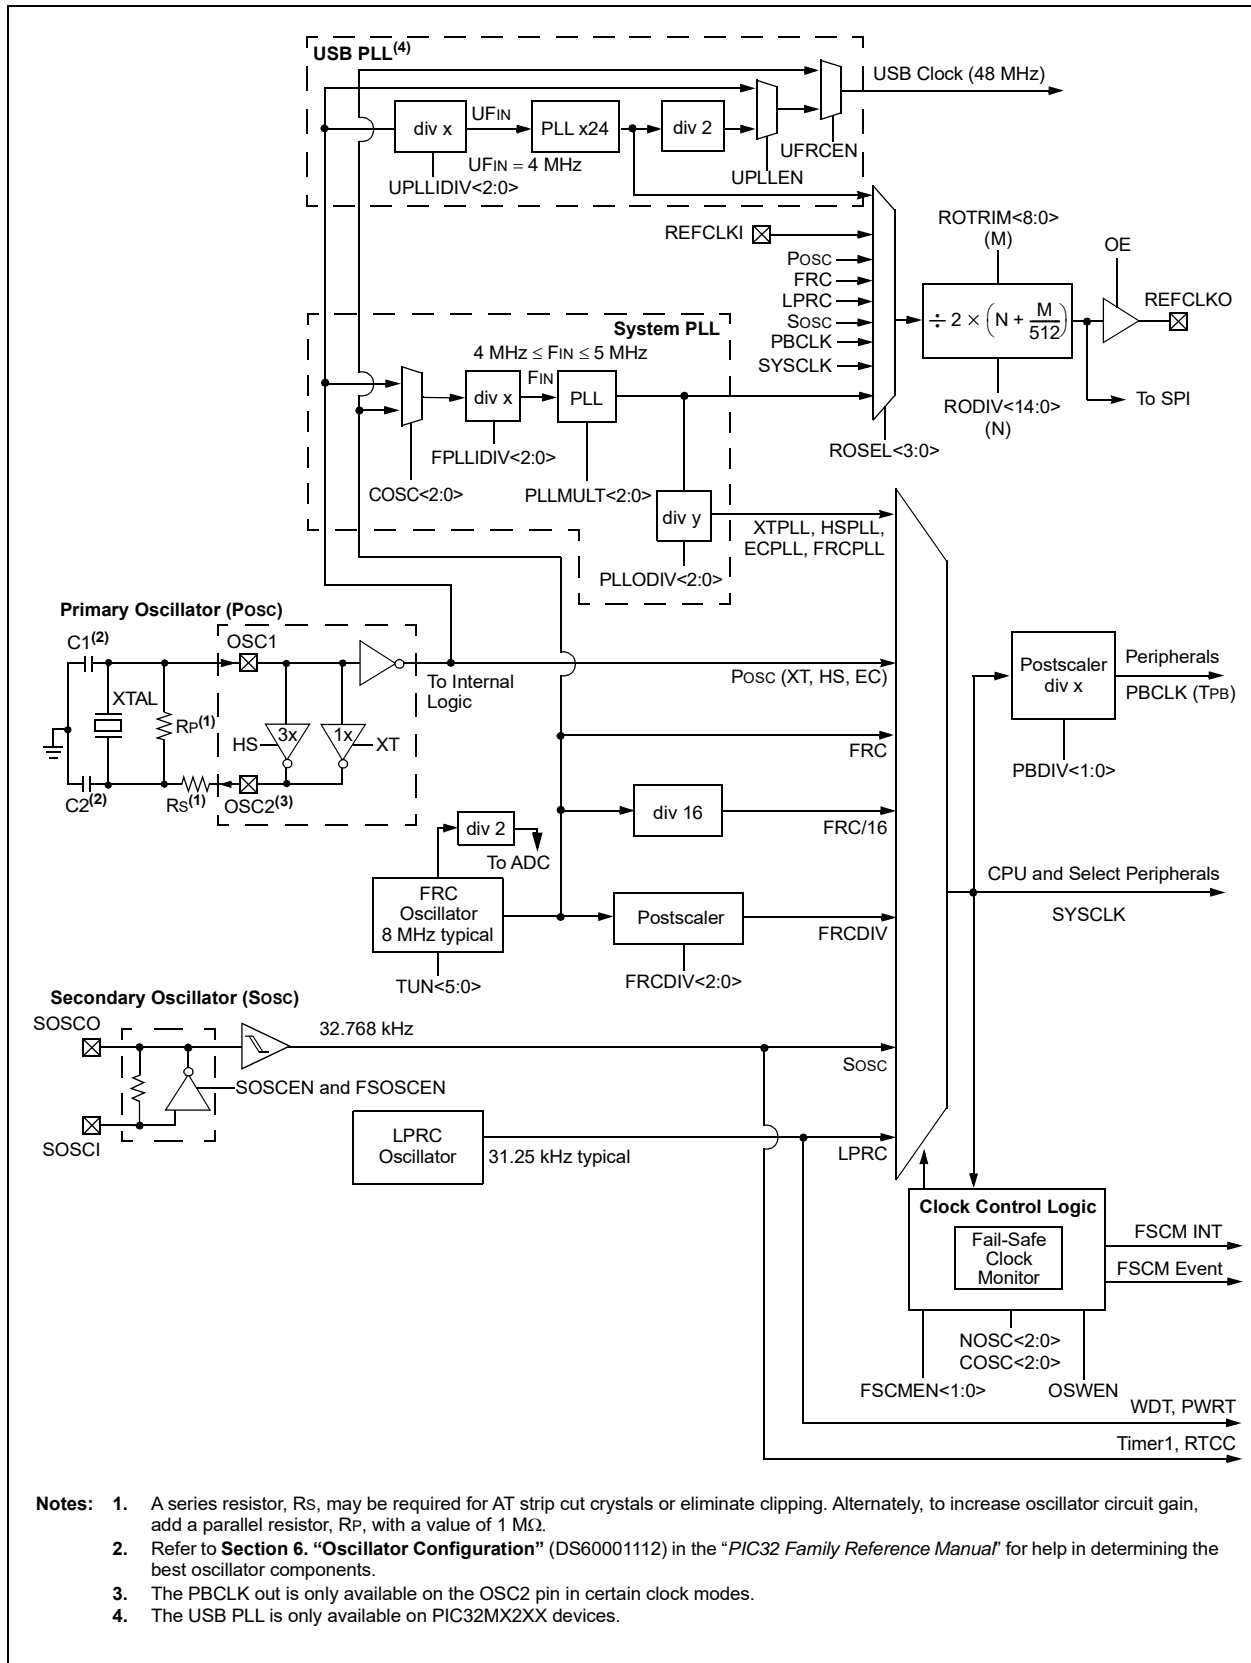 USB PLL(4)
USB Clock (48 MHz)
UFIN
div x
PLL x24
div 2
UFIN = 4 MHz
UFRCEN
UPLLEN
UPLLIDIV<2:0>
REFCLKI
POSC
FRC
LPRC
SOSC
PBCLK
SYSCLK
ROTRIM<8:0>
(M)
OE
REFCLKO
÷ 2 × (N + M/512)
RODIV<14:0>
(N)
To SPI
ROSEL<3:0>
System PLL
4 MHz ≤ FIN ≤ 5 MHz
FIN
div x
PLL
FPLLIDIV<2:0>
COSC<2:0>
PLLMULT<2:0>
div y
XTPLL, HSPLL,
ECPLL, FRCPLL
PLLODIV<2:0>
Primary Oscillator (POSC)
C1(2)
OSC1
XTAL
RP(1)
HS
3x
1x
XT
C2(2)
RS(1)
OSC2(3)
To Internal
Logic
POSC (XT, HS, EC)
Postscaler
div x
Peripherals
PBCLK (TPB)
PBDIV<1:0>
FRC
div 16
FRC/16
div 2
To ADC
FRC
Oscillator
8 MHz typical
TUN<5:0>
Postscaler
FRCDIV
FRCDIV<2:0>
CPU and Select Peripherals
SYSCLK
Secondary Oscillator (SOSC)
SOSCO
32.768 kHz
SOSC
SOSCEN and FSOSCEN
SOSCI
LPRC
Oscillator
31.25 kHz typical
LPRC
Clock Control Logic
Fail-Safe
Clock
Monitor
FSCM INT
FSCM Event
NOSC<2:0>
COSC<2:0>
FSCMEN<1:0>
OSWEN
WDT, PWRT
Timer1, RTCC
Notes: 1. A series resistor, RS, may be required for AT strip cut crystals or eliminate clipping. Alternately, to increase oscillator circuit gain,
add a parallel resistor, RP, with a value of 1 MΩ.
2. Refer to Section 6. “Oscillator Configuration” (DS60001112) in the “PIC32 Family Reference Manual” for help in determining the
best oscillator components.
3. The PBCLK out is only available on the OSC2 pin in certain clock modes.
4. The USB PLL is only available on PIC32MX2XX devices.